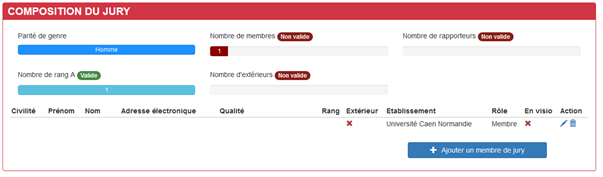 COMPOSITION DU JURY
Parité de genre
Homme
Nombre de membres Non valide
1
Nombre de rapporteurs Non valide
Nombre de rang A Valide
1
Nombre d'extérieurs Non valide
Civilité Prénom Nom Adresse électronique Qualité Rang Extérieur Etablissement Rôle En visio Action
Université Caen Normandie Membre
Ajouter un membre de jury